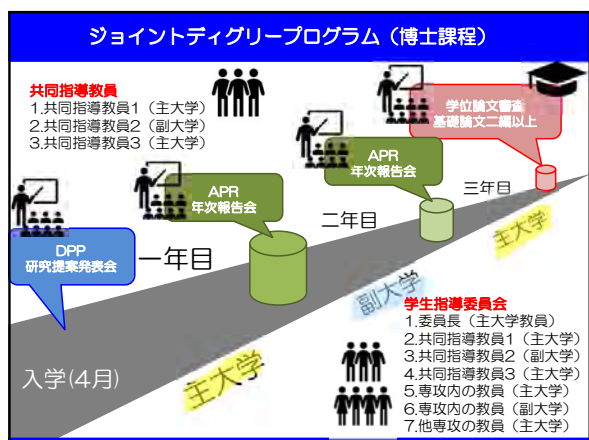 ジョイントディグリープログラム（博士課程）
共同指導教員
1.共同指導教員1（主大学）
2.共同指導教員2（副大学）
3.共同指導教員3（主大学）
学位論文審査
基礎論文二編以上
APR
年次報告会
三年目
APR
年次報告会
二年目
主大学
DPP
研究提案発表会
一年目
副大学
学生指導委員会
1.委員長（主大学教員）
2.共同指導教員1（主大学）
3.共同指導教員2（副大学）
4.共同指導教員3（主大学）
5.専攻内の教員（主大学）
6.専攻内の教員（副大学）
7.他専攻の教員（主大学）
入学(4月)
主大学